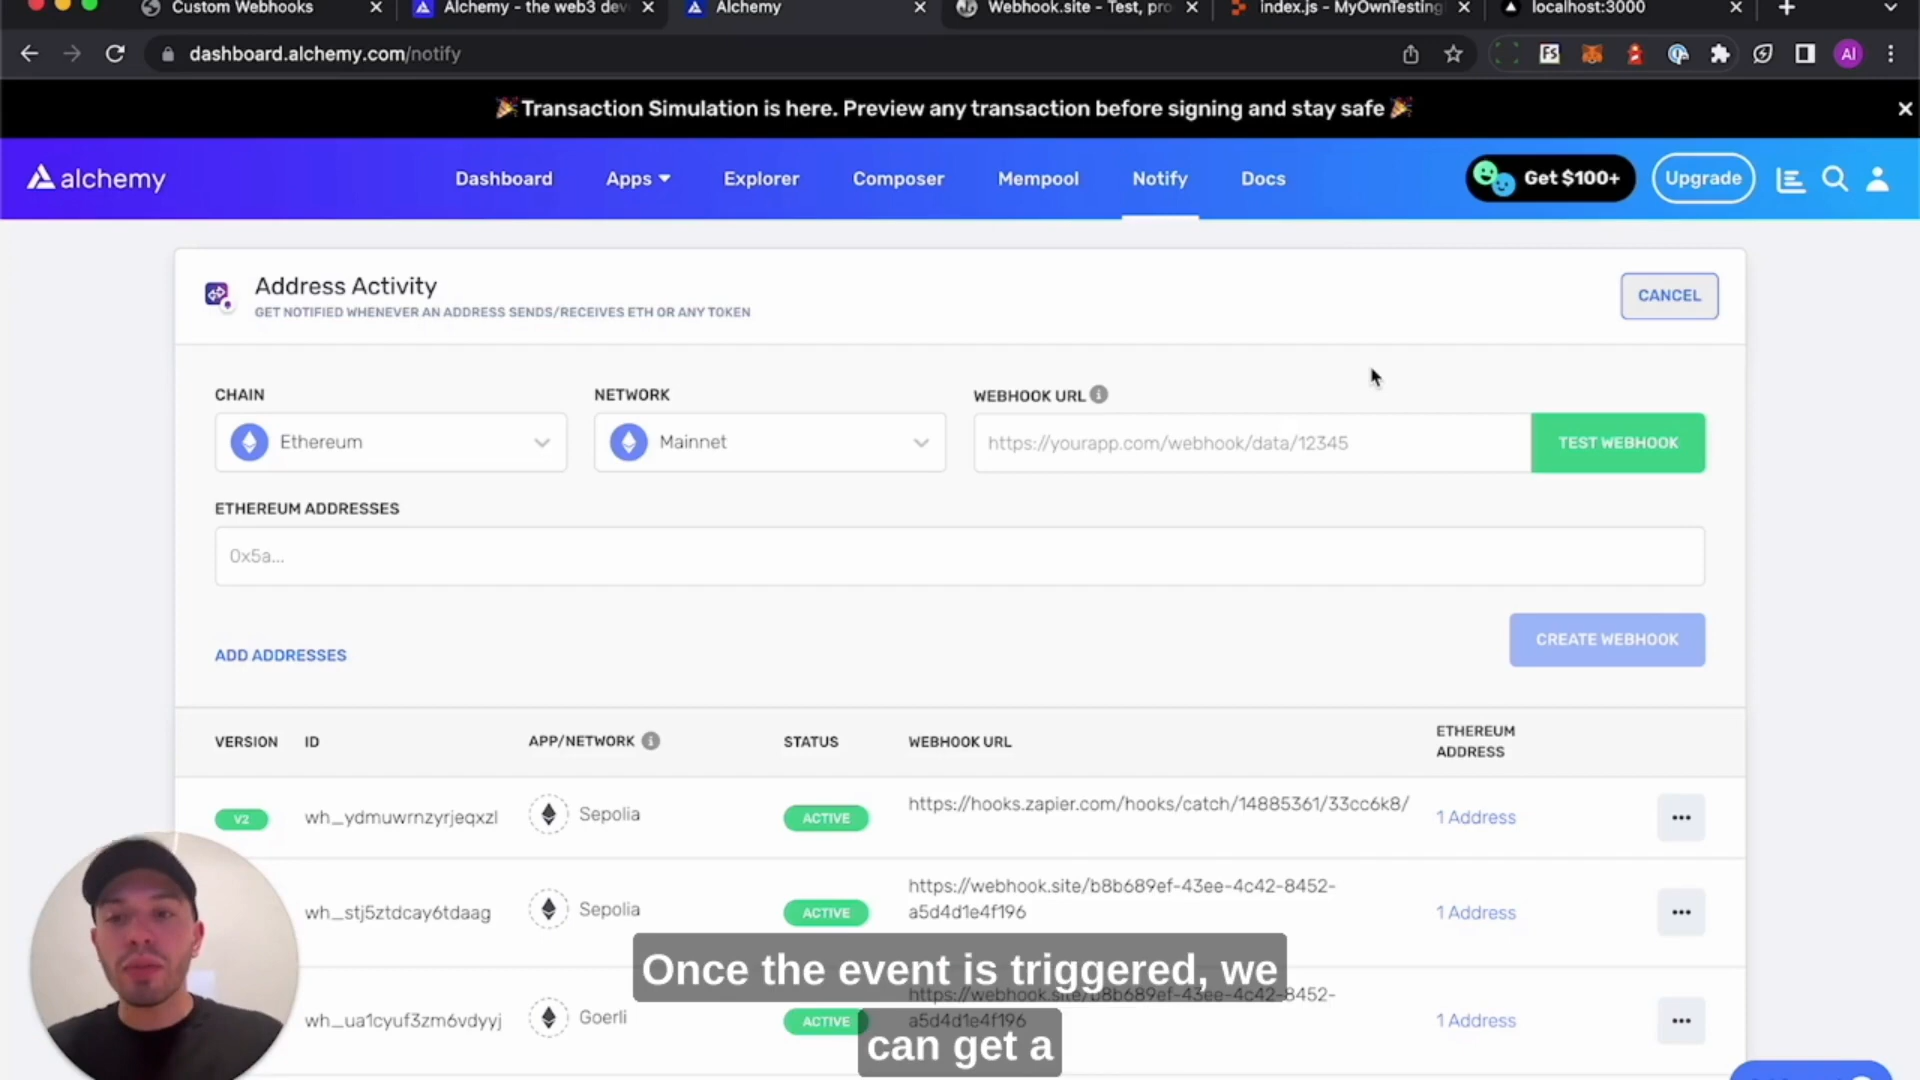 Custom Webhooks
Alchemy - the web3 dev
Alchemy
Webhook.site - Test, pro
index.js - MyOwnTesting
localhost:3000
dashboard.alchemy.com/notify
FS
AI
🎉Transaction Simulation is here. Preview any transaction before signing and stay safe🎉
alchemy
Dashboard
Apps
Explorer
Composer
Mempool
Notify
Docs
Get $100+
Upgrade
Address Activity
GET NOTIFIED WHENEVER AN ADDRESS SENDS/RECEIVES ETH OR ANY TOKEN
CANCEL
CHAIN
NETWORK
WEBHOOK URL
Ethereum
Mainnet
https://yourapp.com/webhook/data/12345
TEST WEBHOOK
ETHEREUM ADDRESSES
0x5a...
ADD ADDRESSES
CREATE WEBHOOK
VERSION
ID
APP/NETWORK
STATUS
WEBHOOK URL
ETHEREUM
ADDRESS
V2
wh_ydmuwrnzyrjeqxzl
Sepolia
ACTIVE
https://hooks.zapier.com/hooks/catch/14885361/33cc6k8/
1 Address
wh_stj5ztdcay6tdaag
Sepolia
ACTIVE
https://webhook.site/b8b689ef-43ee-4c42-8452-
a5d4d1e4f196
1 Address
wh_ua1cyuf3zm6vdyyj
Goerli
ACTIVE
https://webhook.site/b8b689ef-43ee-4c42-8452-
a5d4d1e4f196
1 Address
Once the event is triggered, we
can get a